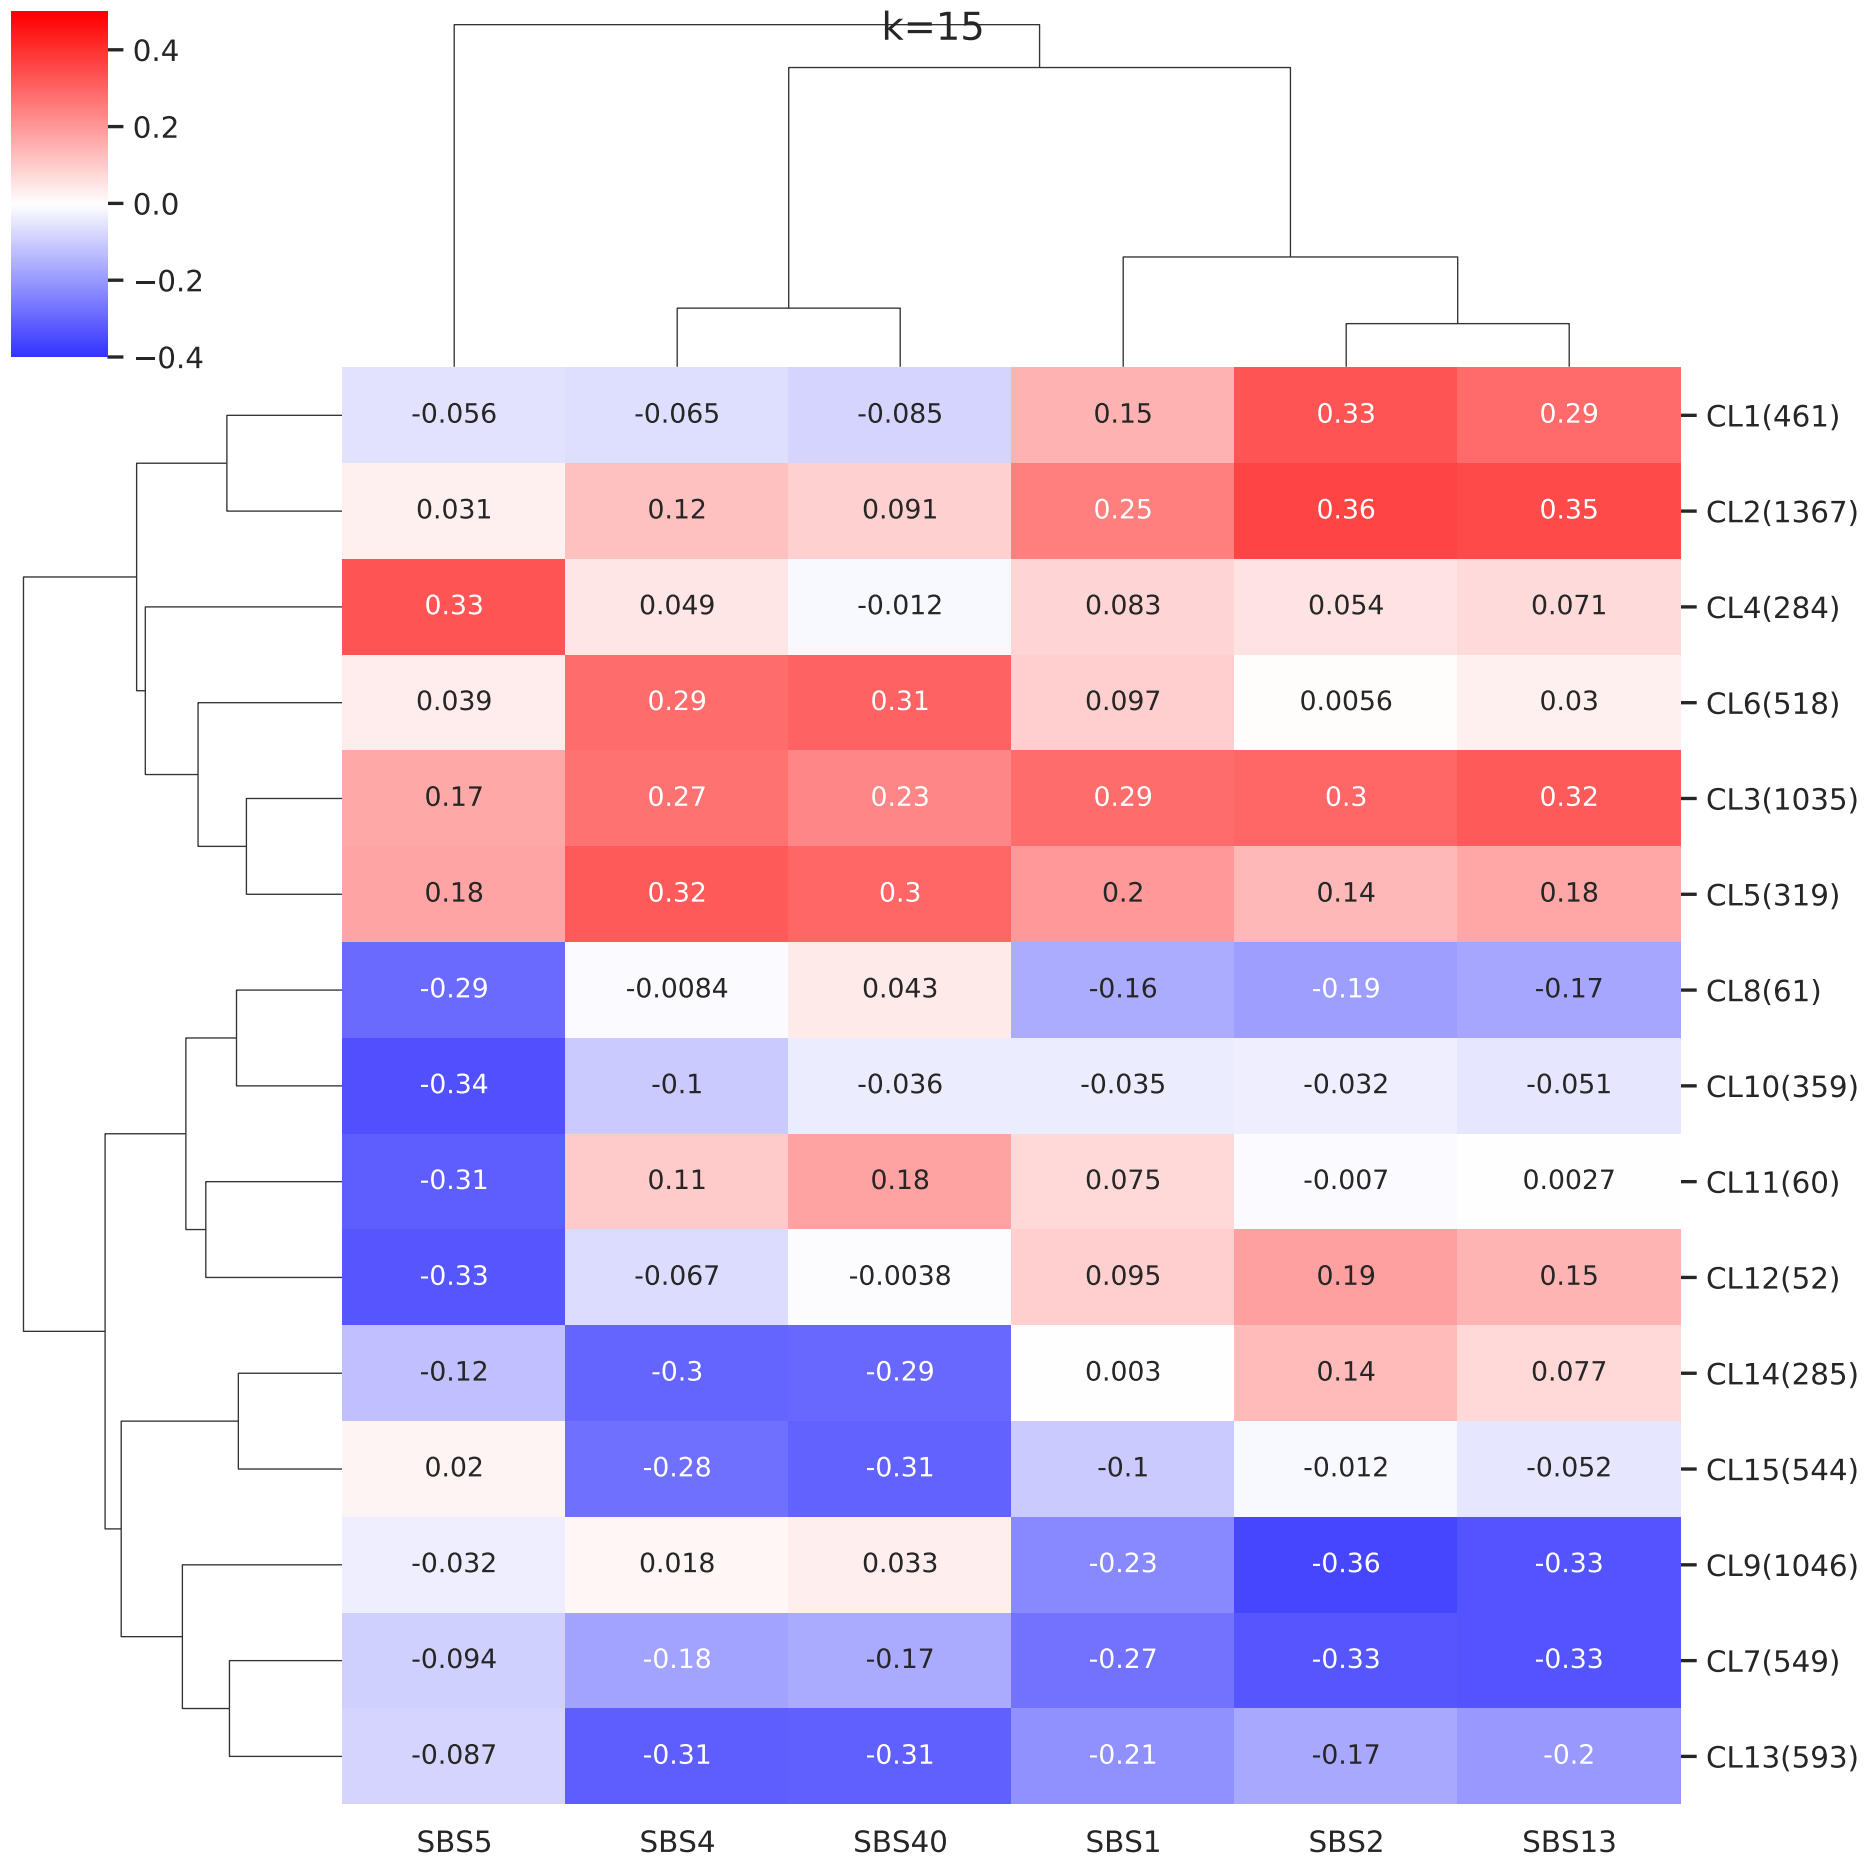 k=15
0.4
0.2
0.0
−0.2
−0.4
-0.056 -0.065 -0.085 0.15 0.33 0.29 CL1(461)
0.031 0.12 0.091 0.25 0.36 0.35 CL2(1367)
0.33 0.049 -0.012 0.083 0.054 0.071 CL4(284)
0.039 0.29 0.31 0.097 0.0056 0.03 CL6(518)
0.17 0.27 0.23 0.29 0.3 0.32 CL3(1035)
0.18 0.32 0.3 0.2 0.14 0.18 CL5(319)
-0.29 -0.0084 0.043 -0.16 -0.19 -0.17 CL8(61)
-0.34 -0.1 -0.036 -0.035 -0.032 -0.051 CL10(359)
-0.31 0.11 0.18 0.075 -0.007 0.0027 CL11(60)
-0.33 -0.067 -0.0038 0.095 0.19 0.15 CL12(52)
-0.12 -0.3 -0.29 0.003 0.14 0.077 CL14(285)
0.02 -0.28 -0.31 -0.1 -0.012 -0.052 CL15(544)
-0.032 0.018 0.033 -0.23 -0.36 -0.33 CL9(1046)
-0.094 -0.18 -0.17 -0.27 -0.33 -0.33 CL7(549)
-0.087 -0.31 -0.31 -0.21 -0.17 -0.2 CL13(593)
SBS5 SBS4 SBS40 SBS1 SBS2 SBS13